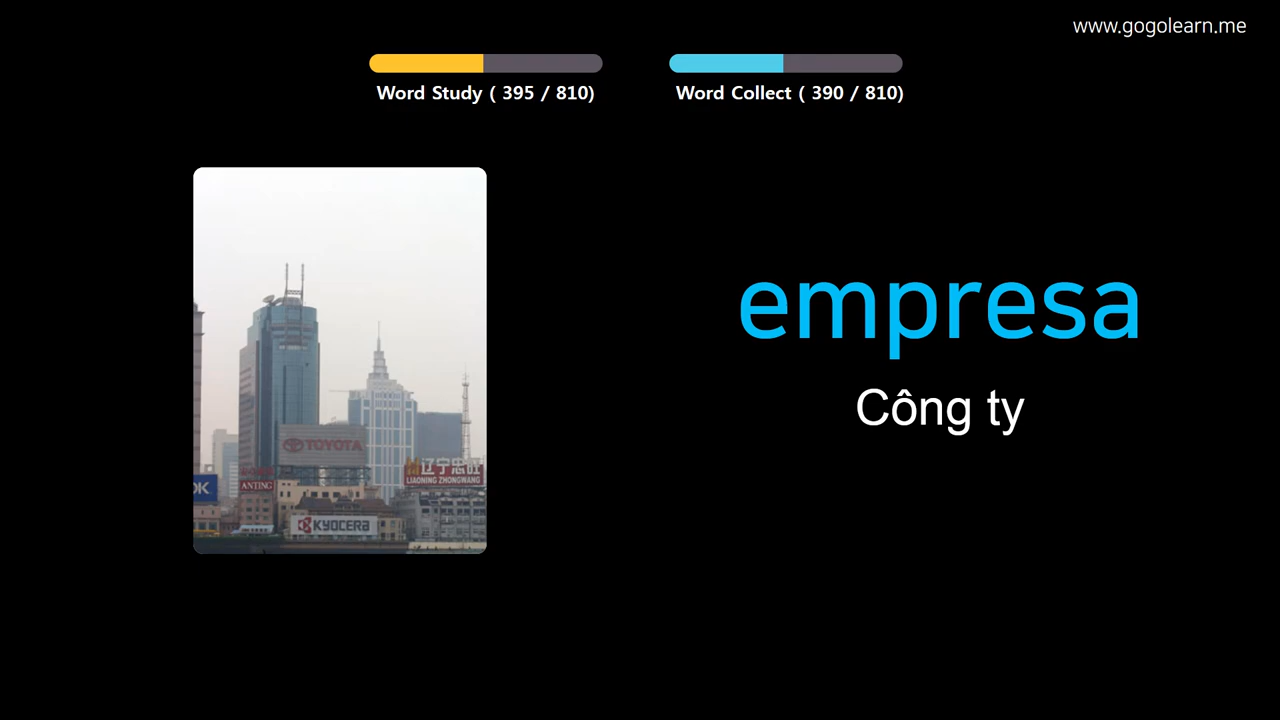 www.gogolearn.me
Word Study ( 395 / 810)
Word Collect ( 390 / 810)
empresa
Công ty
TOYOTA
辽宁忠旺
LIAONING ZHONGWANG
OK
ANTING
KYOCERA